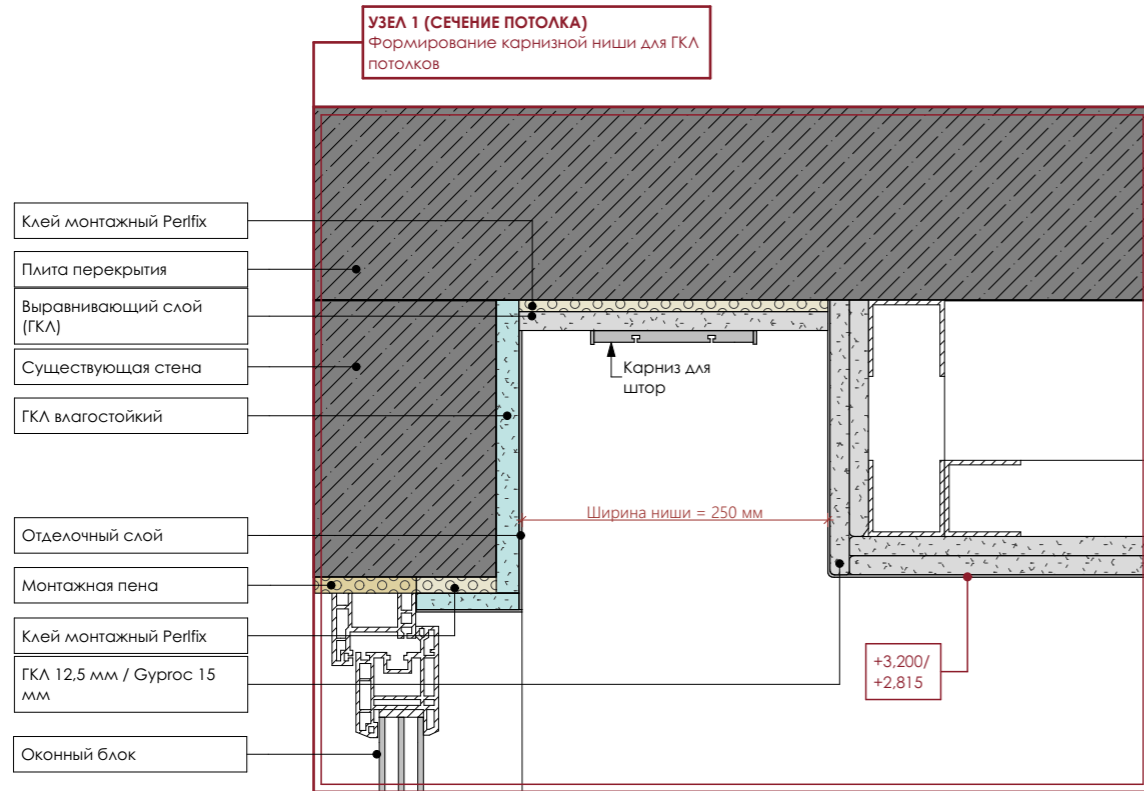 УЗЕЛ 1 (СЕЧЕНИЕ ПОТОЛКА)
Формирование карнизной ниши для ГКЛ
потолков
Клей монтажный Perlfix
Плита перекрытия
Выравнивающий слой
(ГКЛ)
Существующая стена
ГКЛ влагостойкий
Карниз для
штор
Ширина ниши = 250 мм
Отделочный слой
Монтажная пена
Клей монтажный Perlfix
ГКЛ 12,5 мм / Gyproc 15
мм
+3,200/
+2,815
Оконный блок